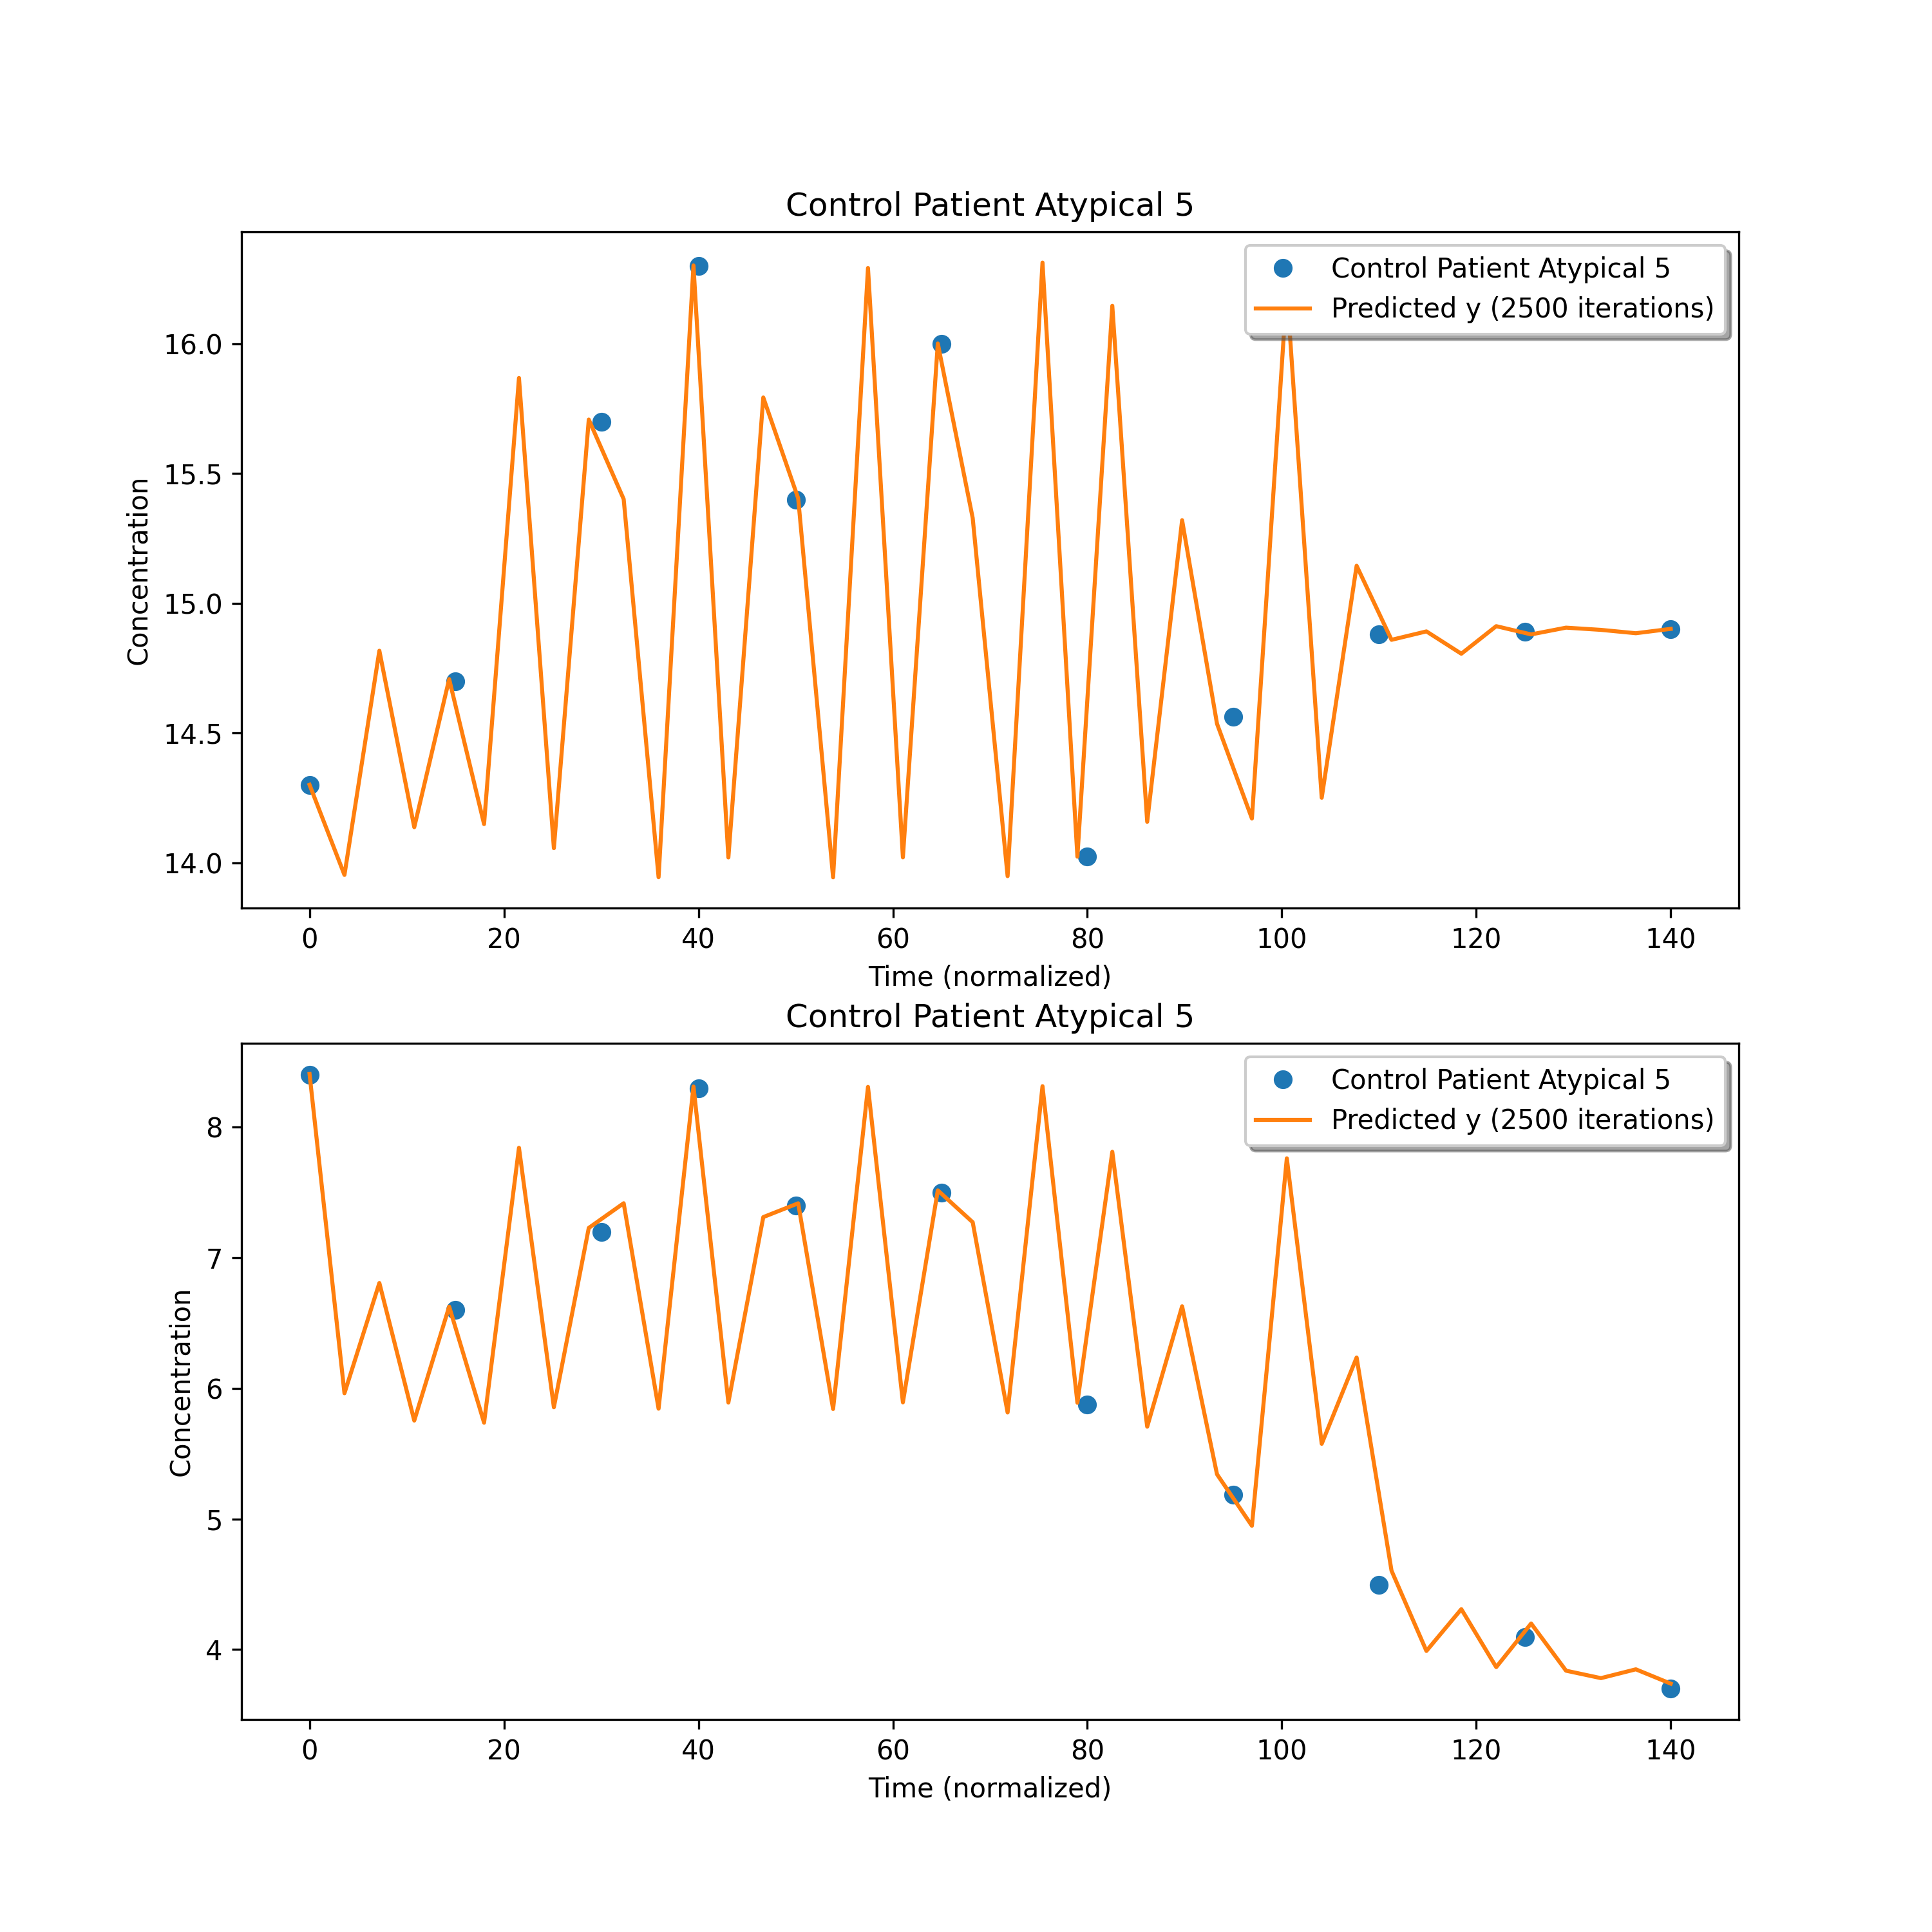 Control Patient Atypical 5
Control Patient Atypical 5
Predicted y (2500 iterations)
16.0
15.5
15.0
14.5
14.0
Concentration
0 20 40 60 80 100 120 140
Time (normalized)
Control Patient Atypical 5
Control Patient Atypical 5
Predicted y (2500 iterations)
8
7
6
5
4
Concentration
0 20 40 60 80 100 120 140
Time (normalized)